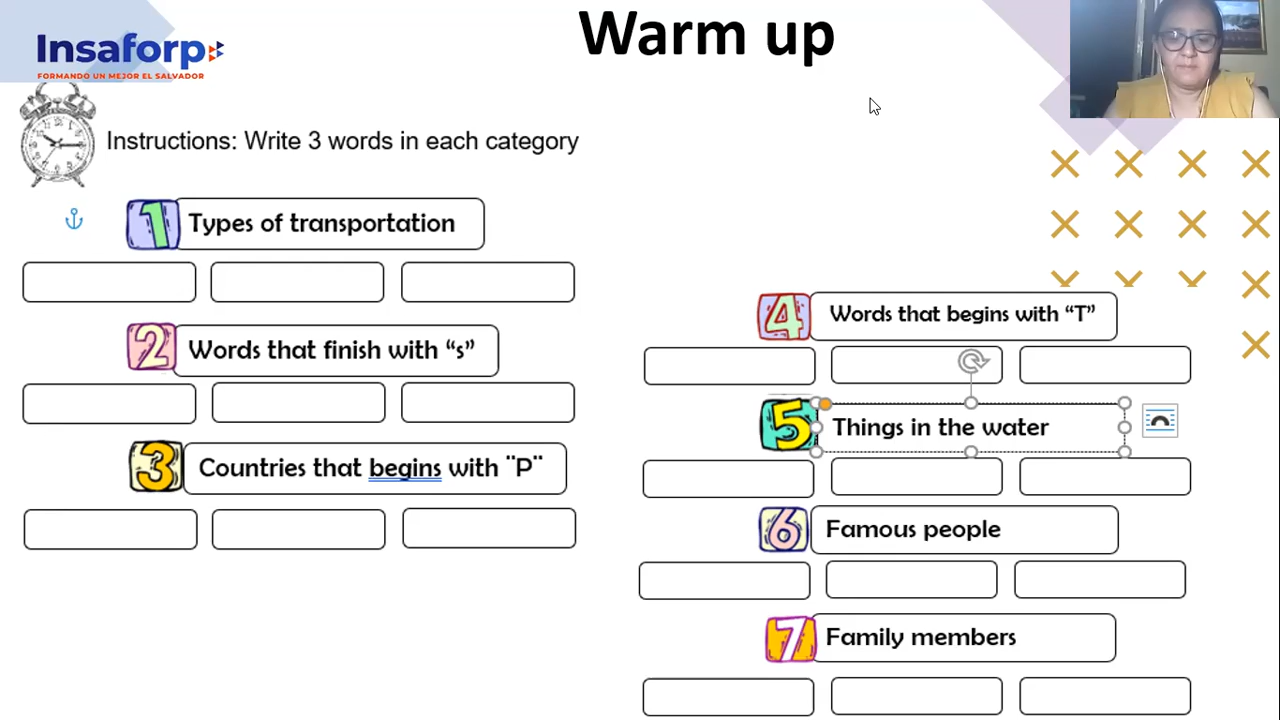 Warm up
Insaforp
FORMANDO UN MEJOR EL SALVADOR
Instructions: Write 3 words in each category
1 Types of transportation
2 Words that finish with “s”
3 Countries that begins with ¨P¨
4 Words that begins with “T”
5 Things in the water
6 Famous people
7 Family members